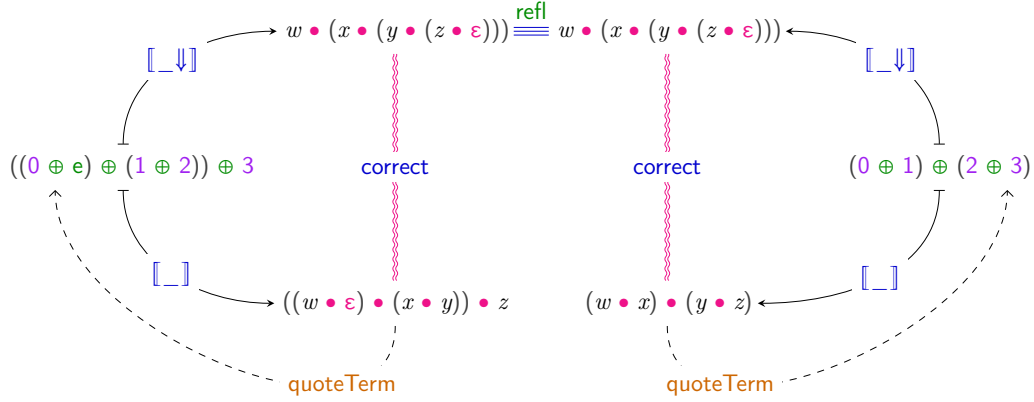 refl
w • (x • (y • (z • ε))) ≡ w • (x • (y • (z • ε)))
⟦_⇓⟧ ⟦_⇓⟧
((0 ⊕ e) ⊕ (1 ⊕ 2)) ⊕ 3 correct correct (0 ⊕ 1) ⊕ (2 ⊕ 3)
⟦_⟧ ⟦_⟧
((w • ε) • (x • y)) • z (w • x) • (y • z)
quoteTerm quoteTerm